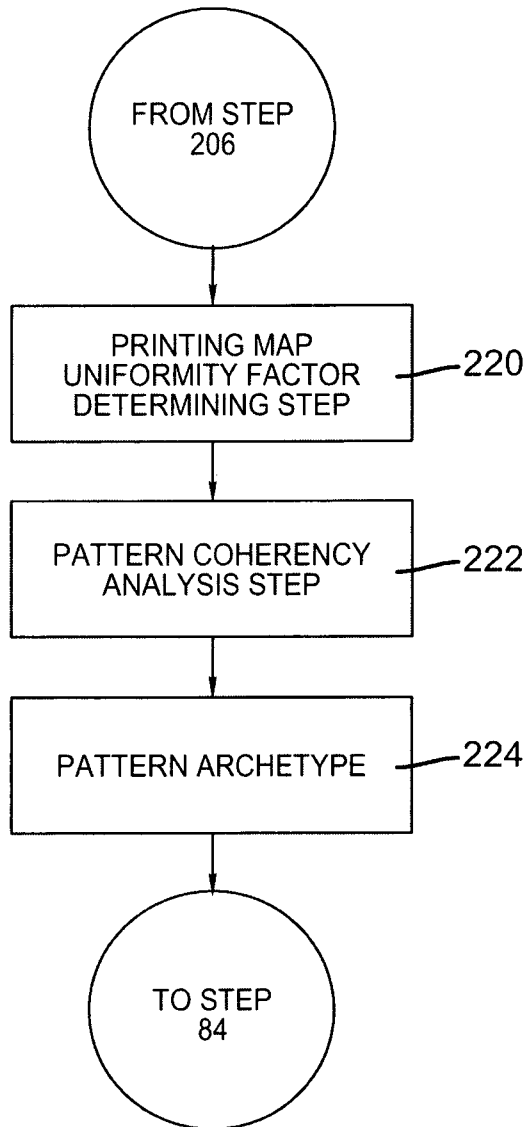 FROM STEP
206
PRINTING MAP
UNIFORMITY FACTOR
DETERMINING STEP
220
PATTERN COHERENCY
ANALYSIS STEP
222
PATTERN ARCHETYPE
224
TO STEP
84